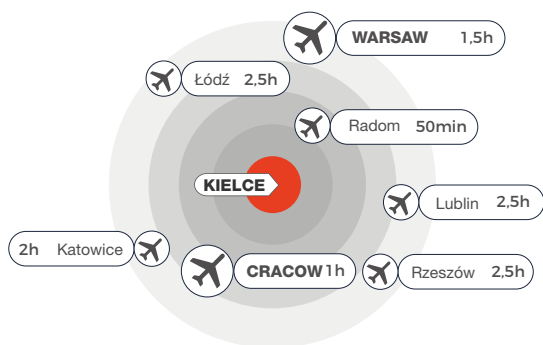 WARSAW 1,5h
Łódź 2,5h
Radom 50min
KIELCE
Lublin 2,5h
2h Katowice
CRACOW 1h
Rzeszów 2,5h